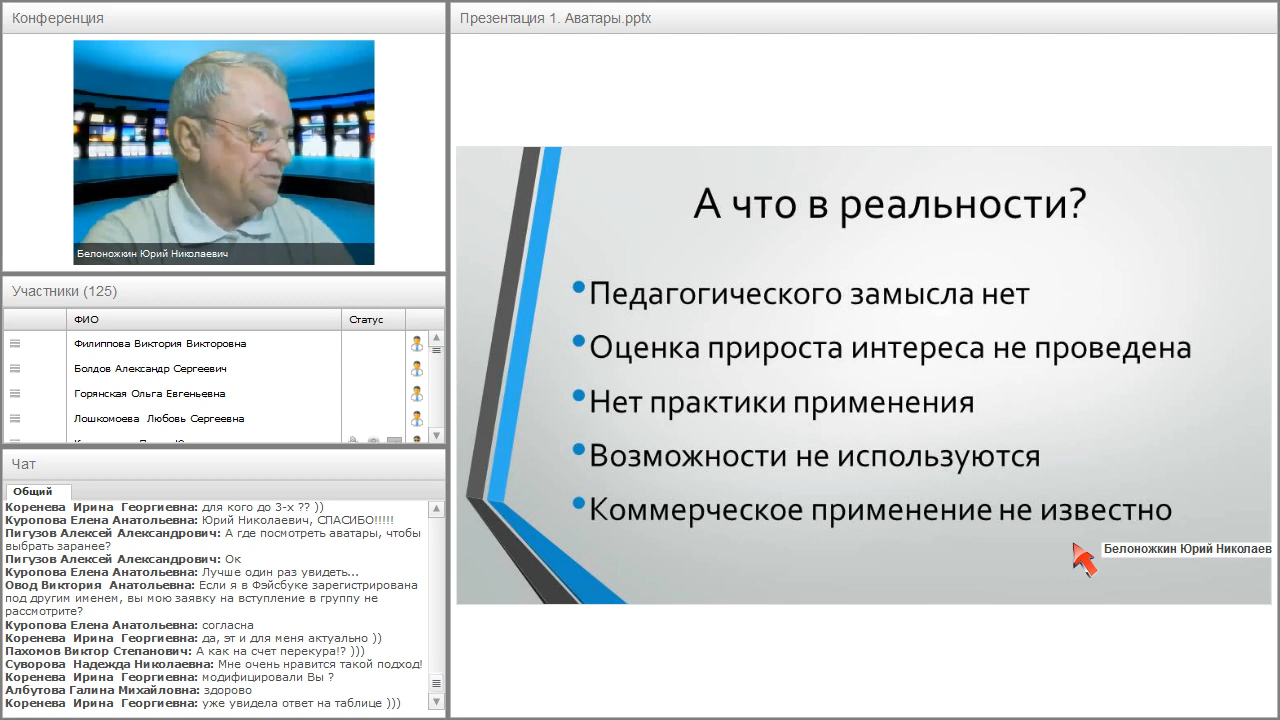 Конференция
Белоножкин Юрий Николаевич
Участники (125)
ФИО Статус
Филиппова Виктория Викторовна
Болдов Александр Сергеевич
Горянская Ольга Евгеньевна
Лошкомоева Любовь Сергеевна
Чат
Общий
Коренева Ирина Георгиевна: для кого до 3-х ?? ))
Куропова Елена Анатольевна: Юрий Николаевич, СПАСИБО!!!!!
Пигузов Алексей Александрович: А где посмотреть аватары, чтобы
выбрать заранее?
Пигузов Алексей Александрович: Ок
Куропова Елена Анатольевна: Лучше один раз увидеть...
Овод Виктория Анатольевна: Если я в Фэйсбуке зарегистрирована
под другим именем, вы мою заявку на вступление в группу не
рассмотрите?
Куропова Елена Анатольевна: согласна
Коренева Ирина Георгиевна: да, эт и для меня актуально ))
Пахомов Виктор Степанович: А как на счет перекура!? )))
Суворова Надежда Николаевна: Мне очень нравится такой подход!
Коренева Ирина Георгиевна: модифицировали Вы ?
Албутова Галина Михайловна: здорово
Коренева Ирина Георгиевна: уже увидела ответ на таблице )))
Презентация 1. Аватары.pptx
А что в реальности?
•Педагогического замысла нет
•Оценка прироста интереса не проведена
•Нет практики применения
•Возможности не используются
•Коммерческое применение не известно
Белоножкин Юрий Николаев